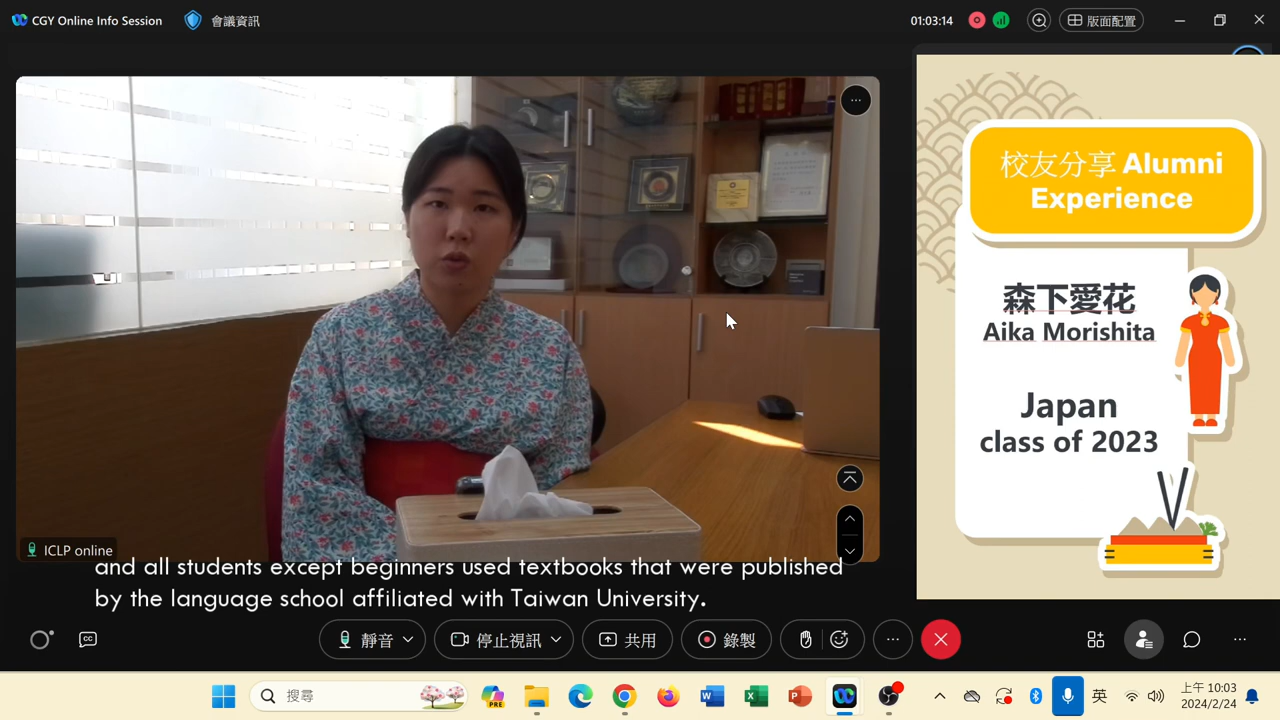 CGY Online Info Session
會議資訊
01:03:14
版面配置
校友分享 Alumni
Experience
森下愛花
Aika Morishita
Japan
class of 2023
ICLP online
and all students except beginners used textbooks that were published
by the language school affiliated with Taiwan University.
CC
靜音
停止視訊
共用
錄製
搜尋
PRE
英
上午 10:03
2024/2/24